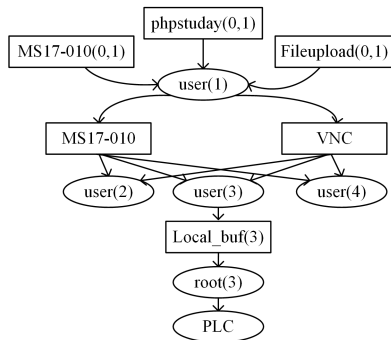 phpstuday(0,1)
MS17-010(0,1)
Fileupload(0,1)
user(1)
MS17-010
VNC
user(2)
user(3)
user(4)
Local_buf(3)
root(3)
PLC